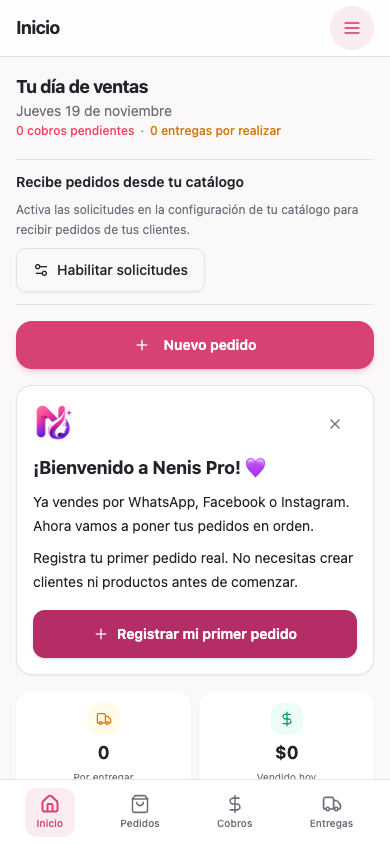 Inicio
Tu día de ventas
Jueves 19 de noviembre
0 cobros pendientes · 0 entregas por realizar
Recibe pedidos desde tu catálogo
Activa las solicitudes en la configuración de tu catálogo para
recibir pedidos de tus clientes.
Habilitar solicitudes
Nuevo pedido
¡Bienvenido a Nenis Pro! 💜
Ya vendes por WhatsApp, Facebook o Instagram.
Ahora vamos a poner tus pedidos en orden.
Registra tu primer pedido real. No necesitas crear
clientes ni productos antes de comenzar.
Registrar mi primer pedido
0
Por entregar
$0
Vendido hoy
Inicio
Pedidos
Cobros
Entregas